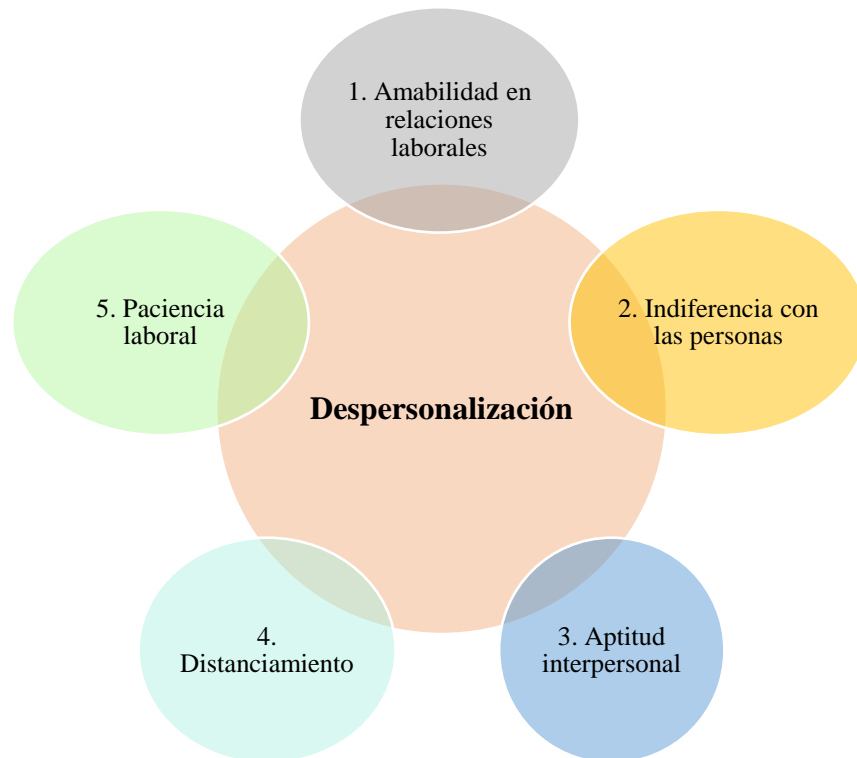 1. Amabilidad en
relaciones
laborales
2. Indiferencia con
las personas
3. Aptitud
interpersonal
4.
Distanciamiento
5. Paciencia
laboral
Despersonalización